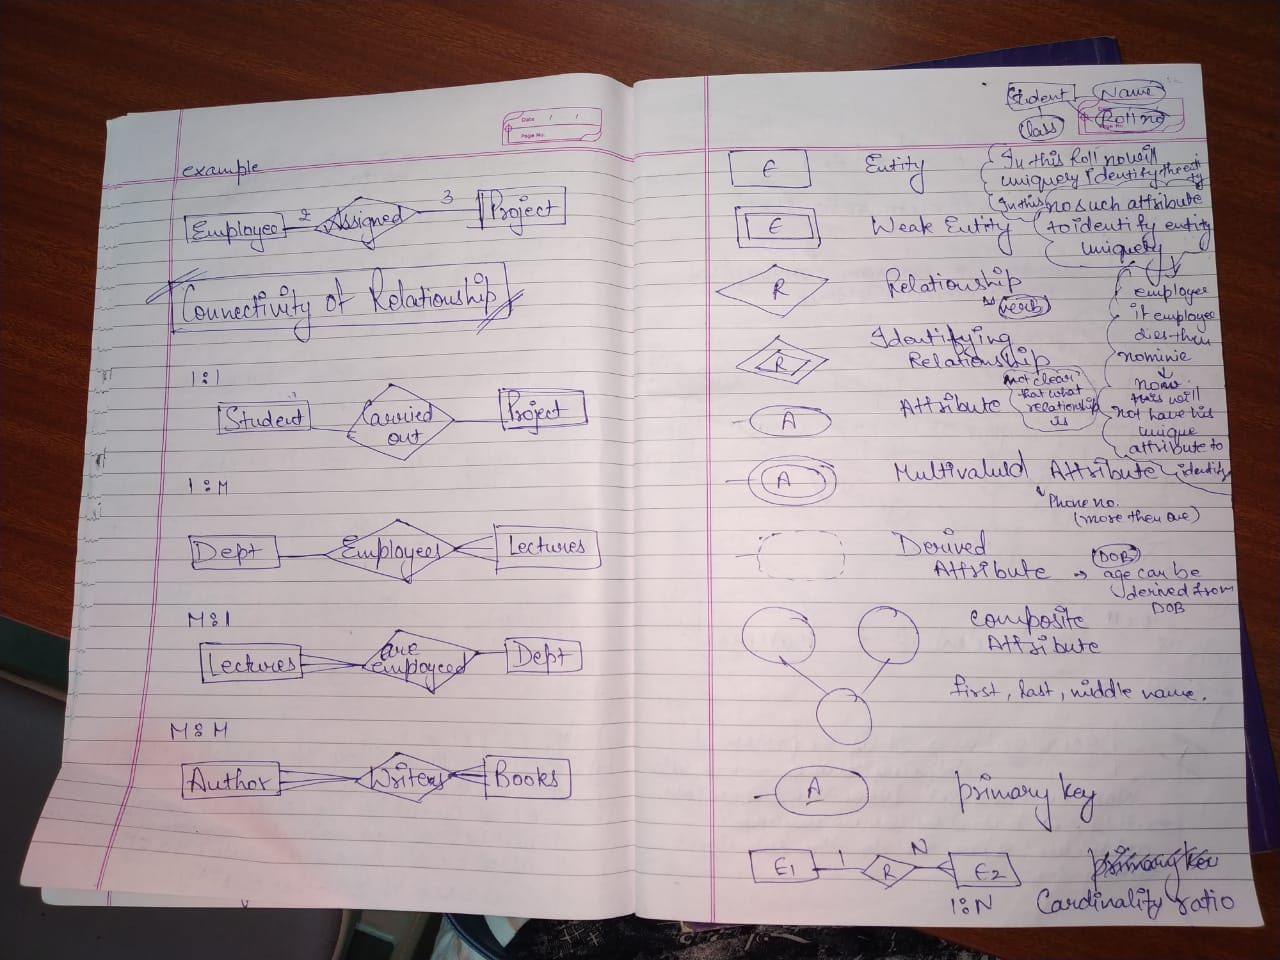 Date / /
Page No.
example
Employee 2 Assigned 3 Project
Connectivity of Relationship
1:1
Student Carried out Project
1:M
Dept Employees Lectures
M:1
Lectures are employeed Dept
M:M
Author Writers Books
Student Name
Class Roll no
E Entity
In this Roll no will
uniquery identify the entity
In this no such attribute
E Weak Entity
to identify entity
uniquery
R Relationship
verb
employee
if employee
dies then
nominie
now
this will
not have his
unique
attribute to
identify
R Identifying
Relationship
not clear
that what
relationship
is
A Attribute
A Multivalued Attribute
Phone no.
(more then one)
Derived
Attribute → age can be
DOB
derived from
DOB
composite
Attribute
first, last, middle name.
A primary key
E1 1 R N E2
1:N Cardinality ratio